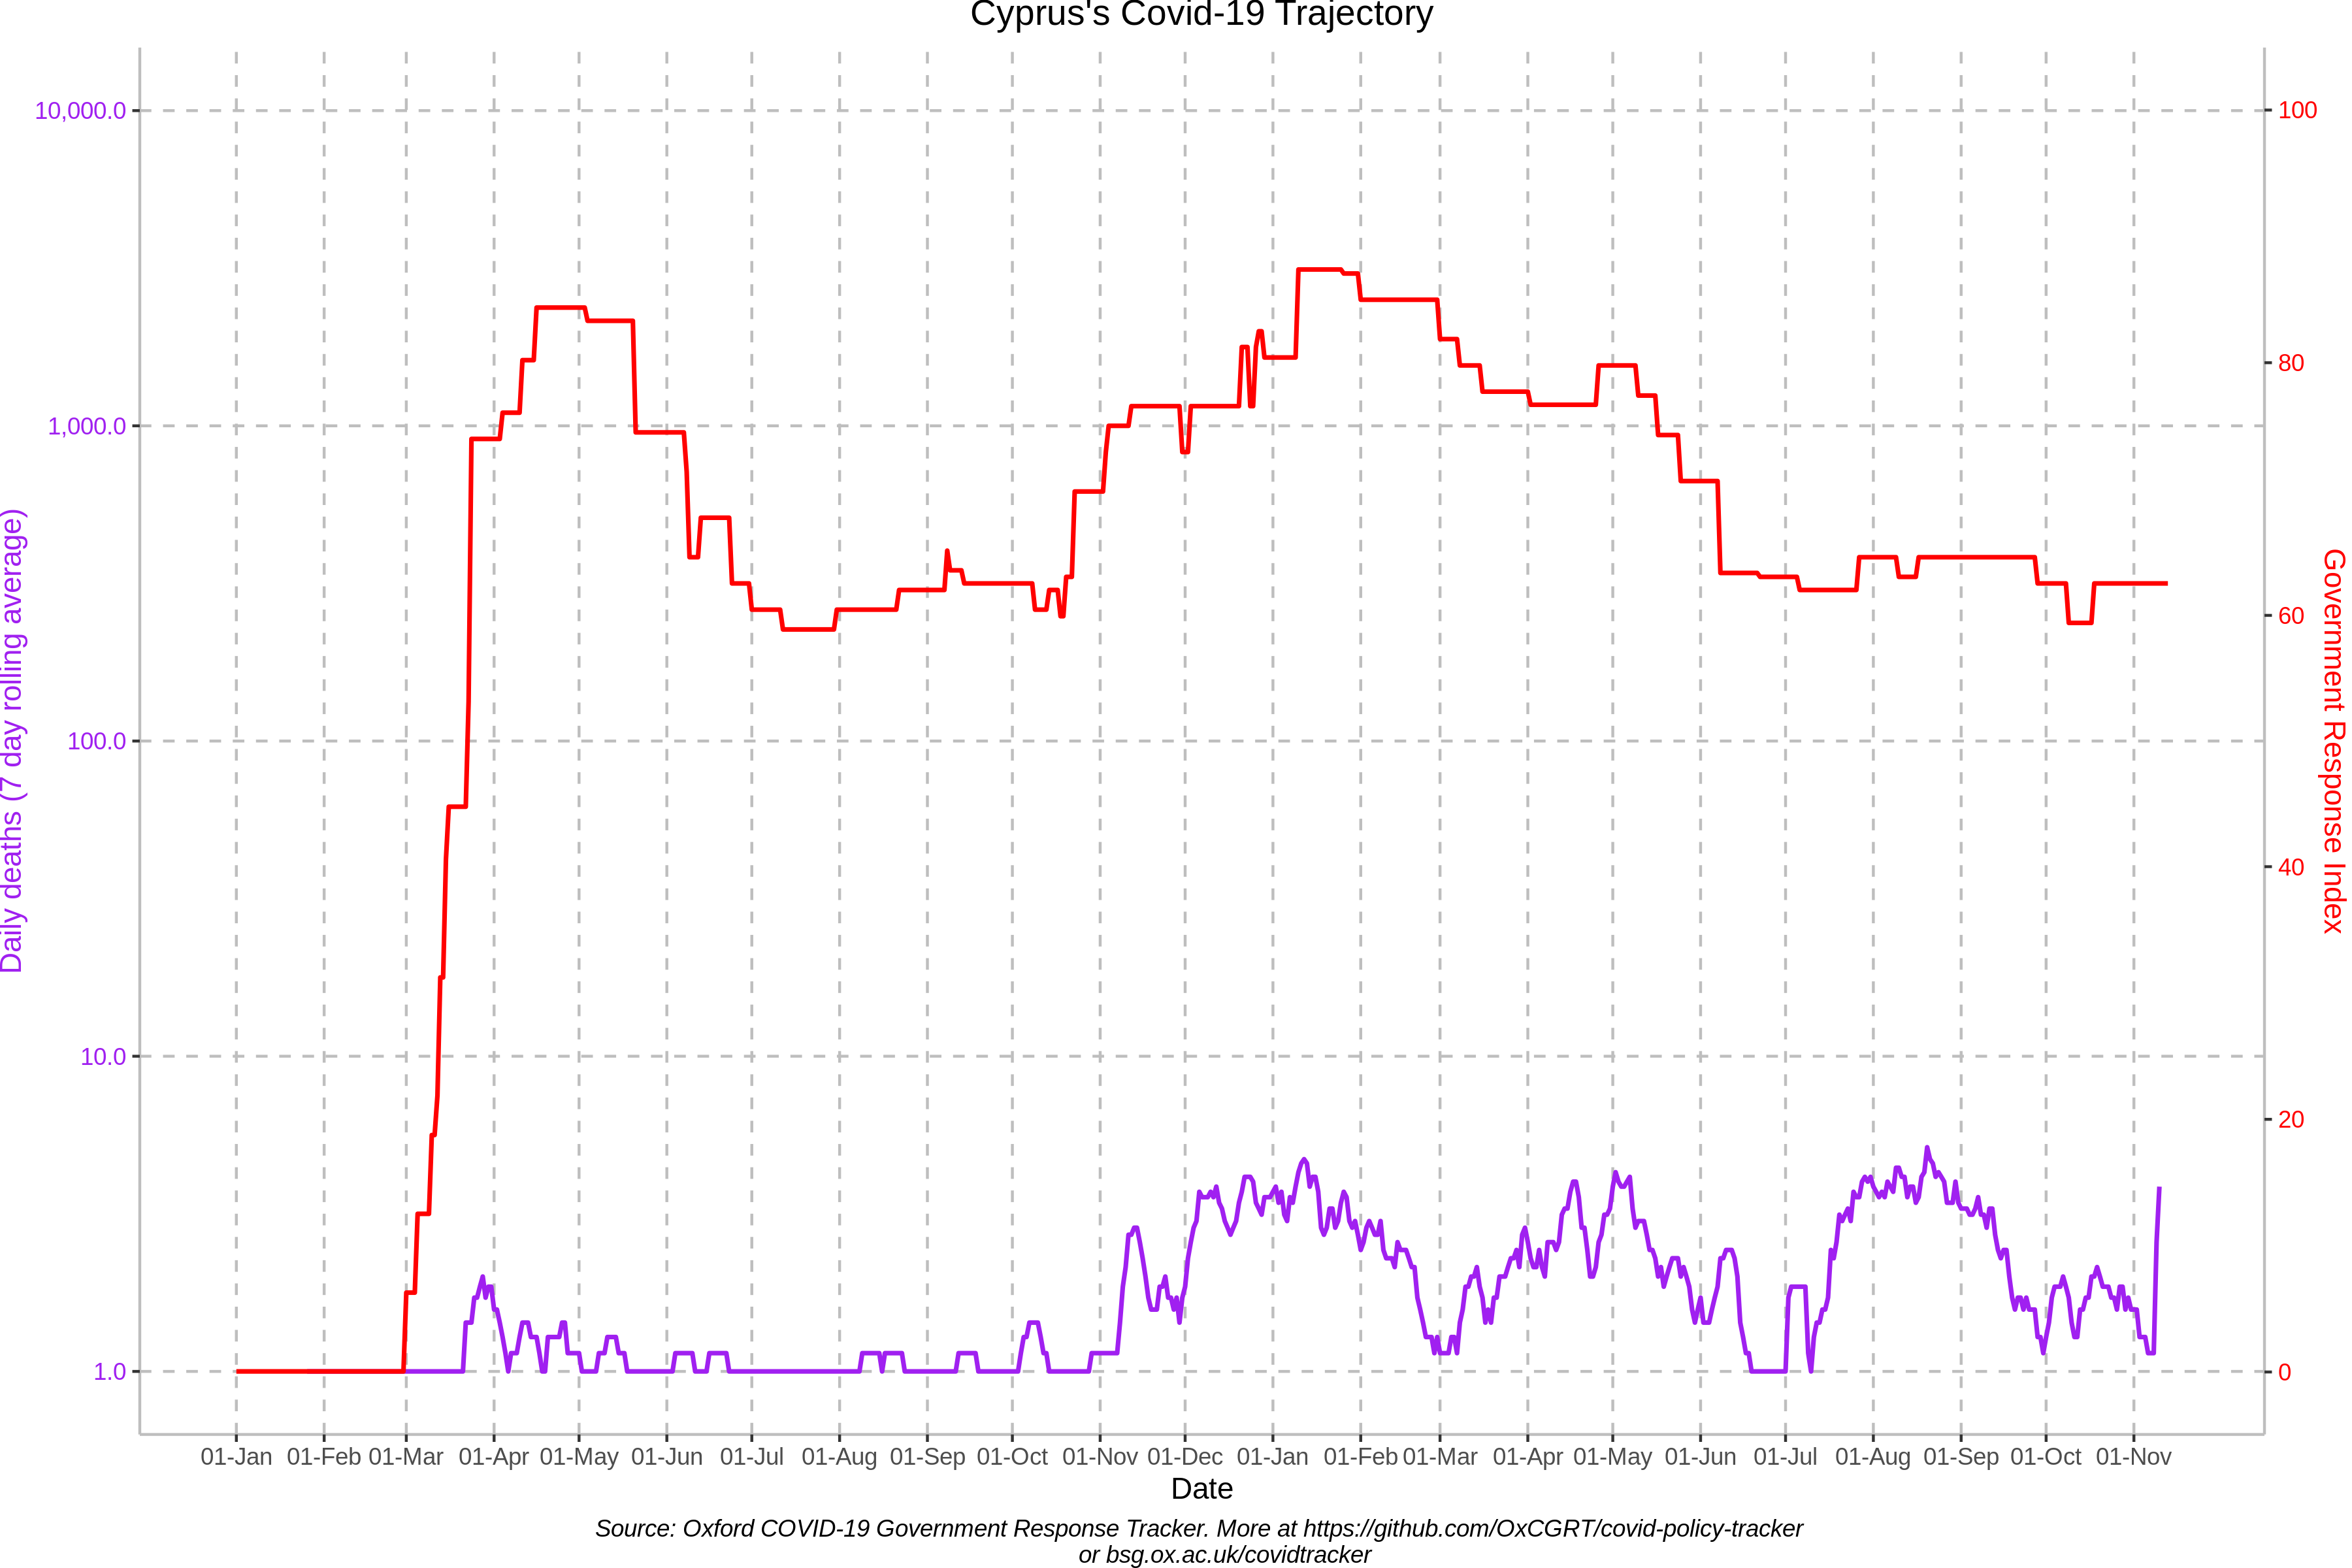 Cyprus's Covid-19 Trajectory
10,000.0
1,000.0
100.0
10.0
1.0
Daily deaths (7 day rolling average)
100
80
60
40
20
0
Government Response Index
01-Jan 01-Feb 01-Mar 01-Apr 01-May 01-Jun 01-Jul 01-Aug 01-Sep 01-Oct 01-Nov 01-Dec 01-Jan 01-Feb 01-Mar 01-Apr 01-May 01-Jun 01-Jul 01-Aug 01-Sep 01-Oct 01-Nov
Date
Source: Oxford COVID-19 Government Response Tracker. More at https://github.com/OxCGRT/covid-policy-tracker
or bsg.ox.ac.uk/covidtracker